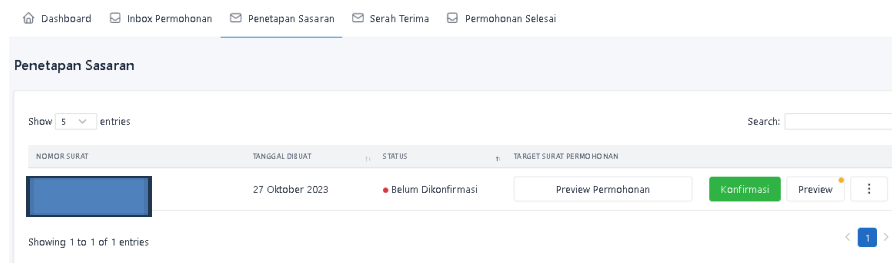 Dashboard Inbox Permohonan Penetapan Sasaran Serah Terima Permohonan Selesai
Penetapan Sasaran
Show 5 entries Search:
NOMOR SURAT TANGGAL DIBUAT STATUS TARGET SURAT PERMOHONAN
27 Oktober 2023 Belum Dikonfirmasi Preview Permohonan Konfirmasi Preview
Showing 1 to 1 of 1 entries 1